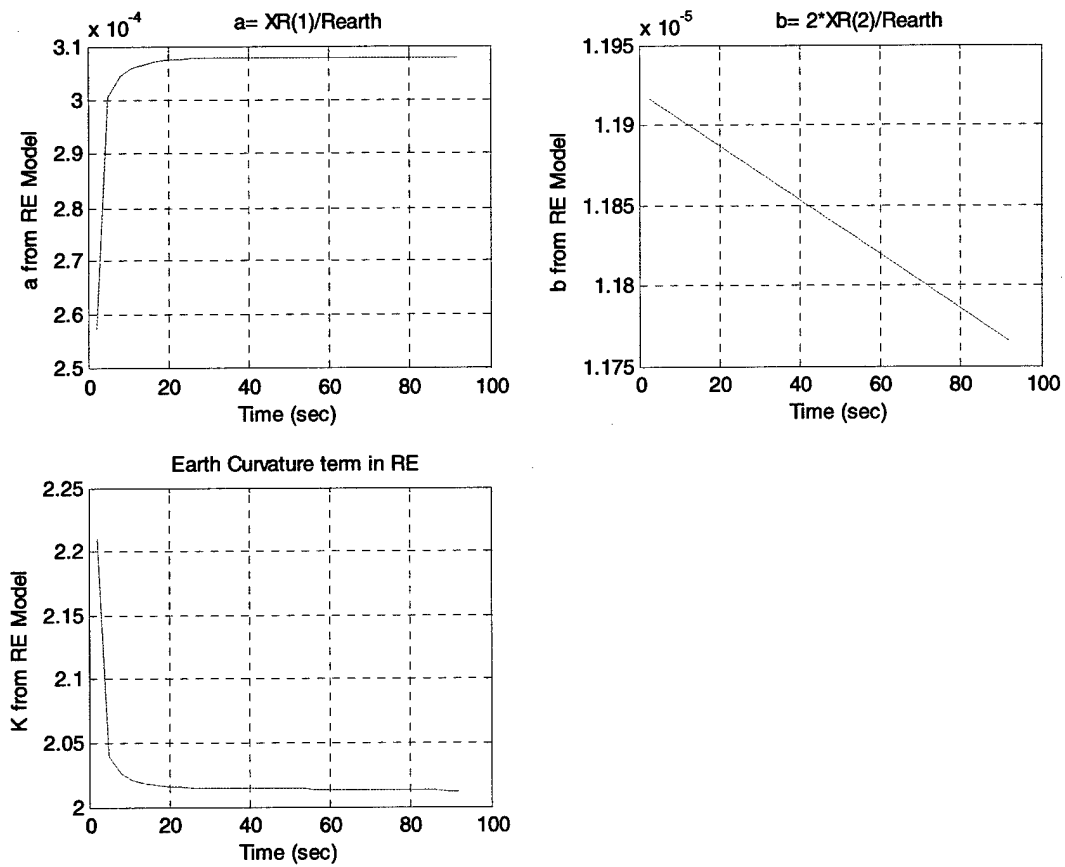 a= XR(1)/Rearth
x 10^-4
3.1
3
2.9
2.8
2.7
2.6
2.5
a from RE Model
0 20 40 60 80 100
Time (sec)
b= 2*XR(2)/Rearth
x 10^-5
1.195
1.19
1.185
1.18
1.175
b from RE Model
0 20 40 60 80 100
Time (sec)
Earth Curvature term in RE
2.25
2.2
2.15
2.1
2.05
2
K from RE Model
0 20 40 60 80 100
Time (sec)